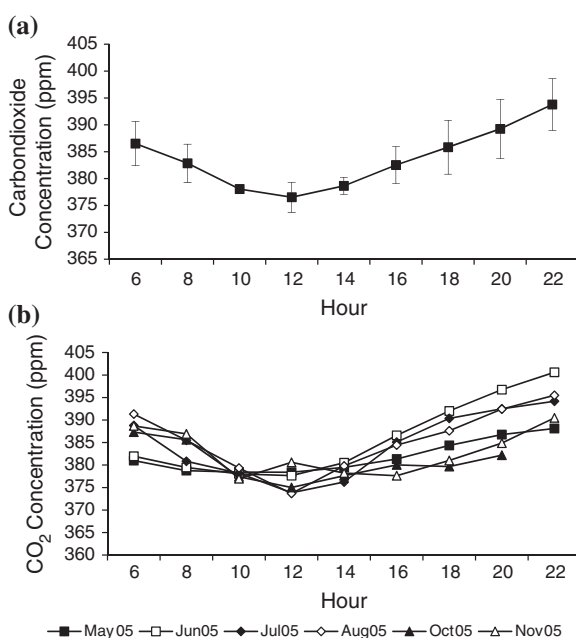 (a)
Carbondioxide
Concentration (ppm)
405
400
395
390
385
380
375
370
365
6 8 10 12 14 16 18 20 22
Hour
(b)
CO2 Concentration (ppm)
405
400
395
390
385
380
375
370
365
360
6 8 10 12 14 16 18 20 22
Hour
May05 Jun05 Jul05 Aug05 Oct05 Nov05